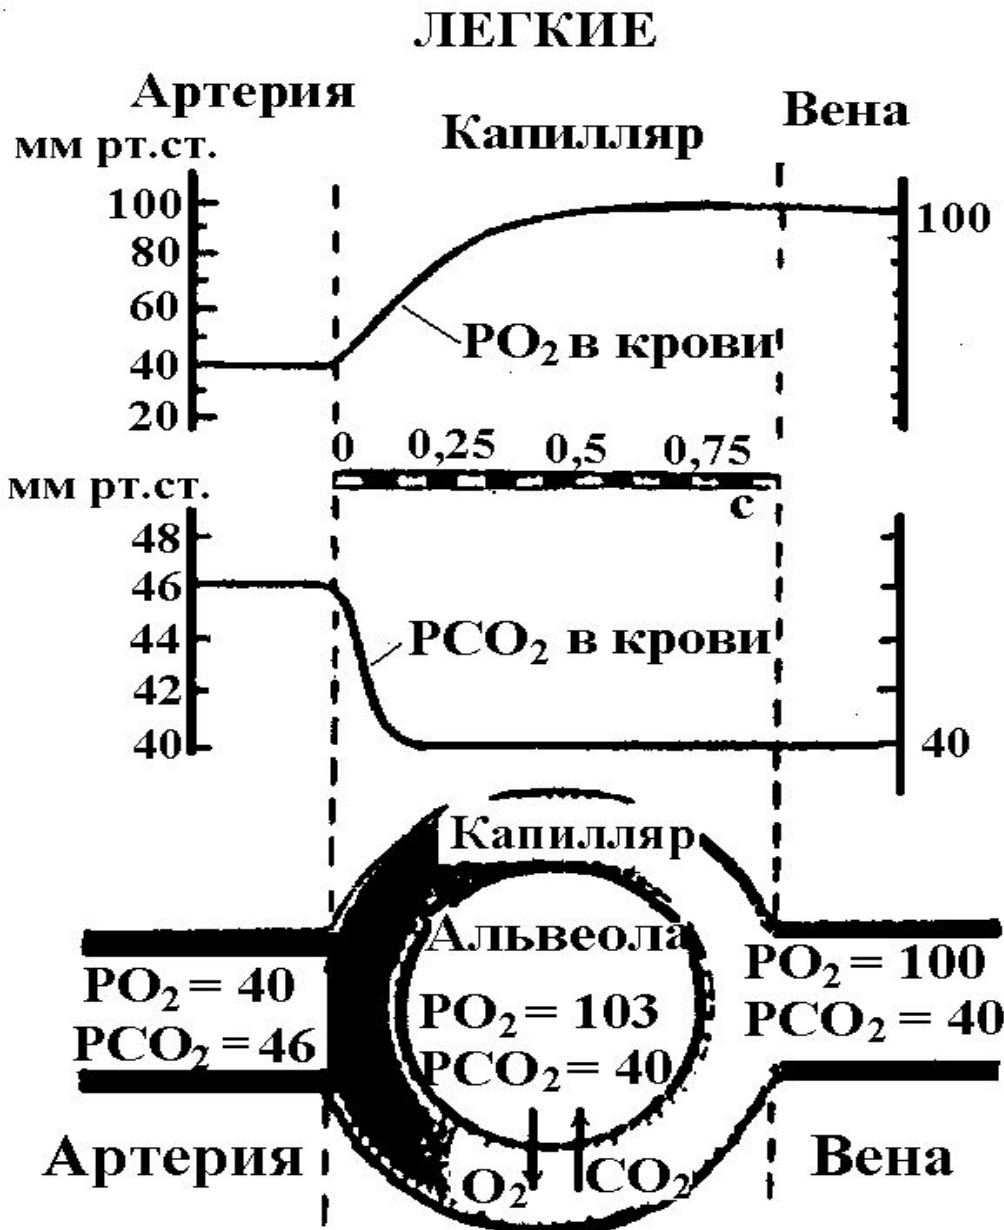 ЛЕГКИЕ
Артерия
Капилляр
Вена
мм рт.ст.
100
80
60
40
20
100
PO₂ в крови
0 0,25 0,5 0,75
с
мм рт.ст.
48
46
44
42
40
PCO₂ в крови
40
Капилляр
Альвеола
PO₂ = 40
PCO₂ = 46
PO₂ = 103
PCO₂ = 40
PO₂ = 100
PCO₂ = 40
Артерия
O₂
CO₂
Вена